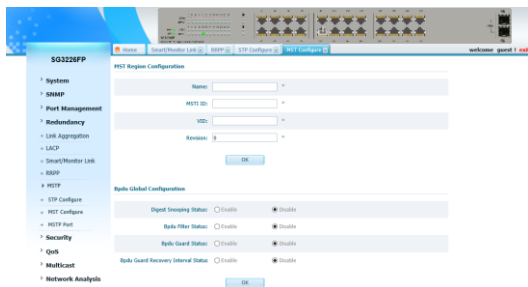 Home Smart/Monitor Link RRPP STP Configure MST Configure welcome guest !
SG3226FP
System
SNMP
Port Management
Redundancy
Link Aggregation
LACP
Smart/Monitor Link
RRPP
MSTP
STP Configure
MST Configure
MSTP Port
Security
QoS
Multicast
Network Analysis
MST Region Configuration
Name: *
MSTI ID: *
VID: *
Revision: 0 *
OK
Bpdu Global Configuration
Digest Snooping Status: Enable Disable
Bpdu Filter Status: Enable Disable
Bpdu Guard Status: Enable Disable
Bpdu Guard Recovery Interval Status: Enable Disable
OK